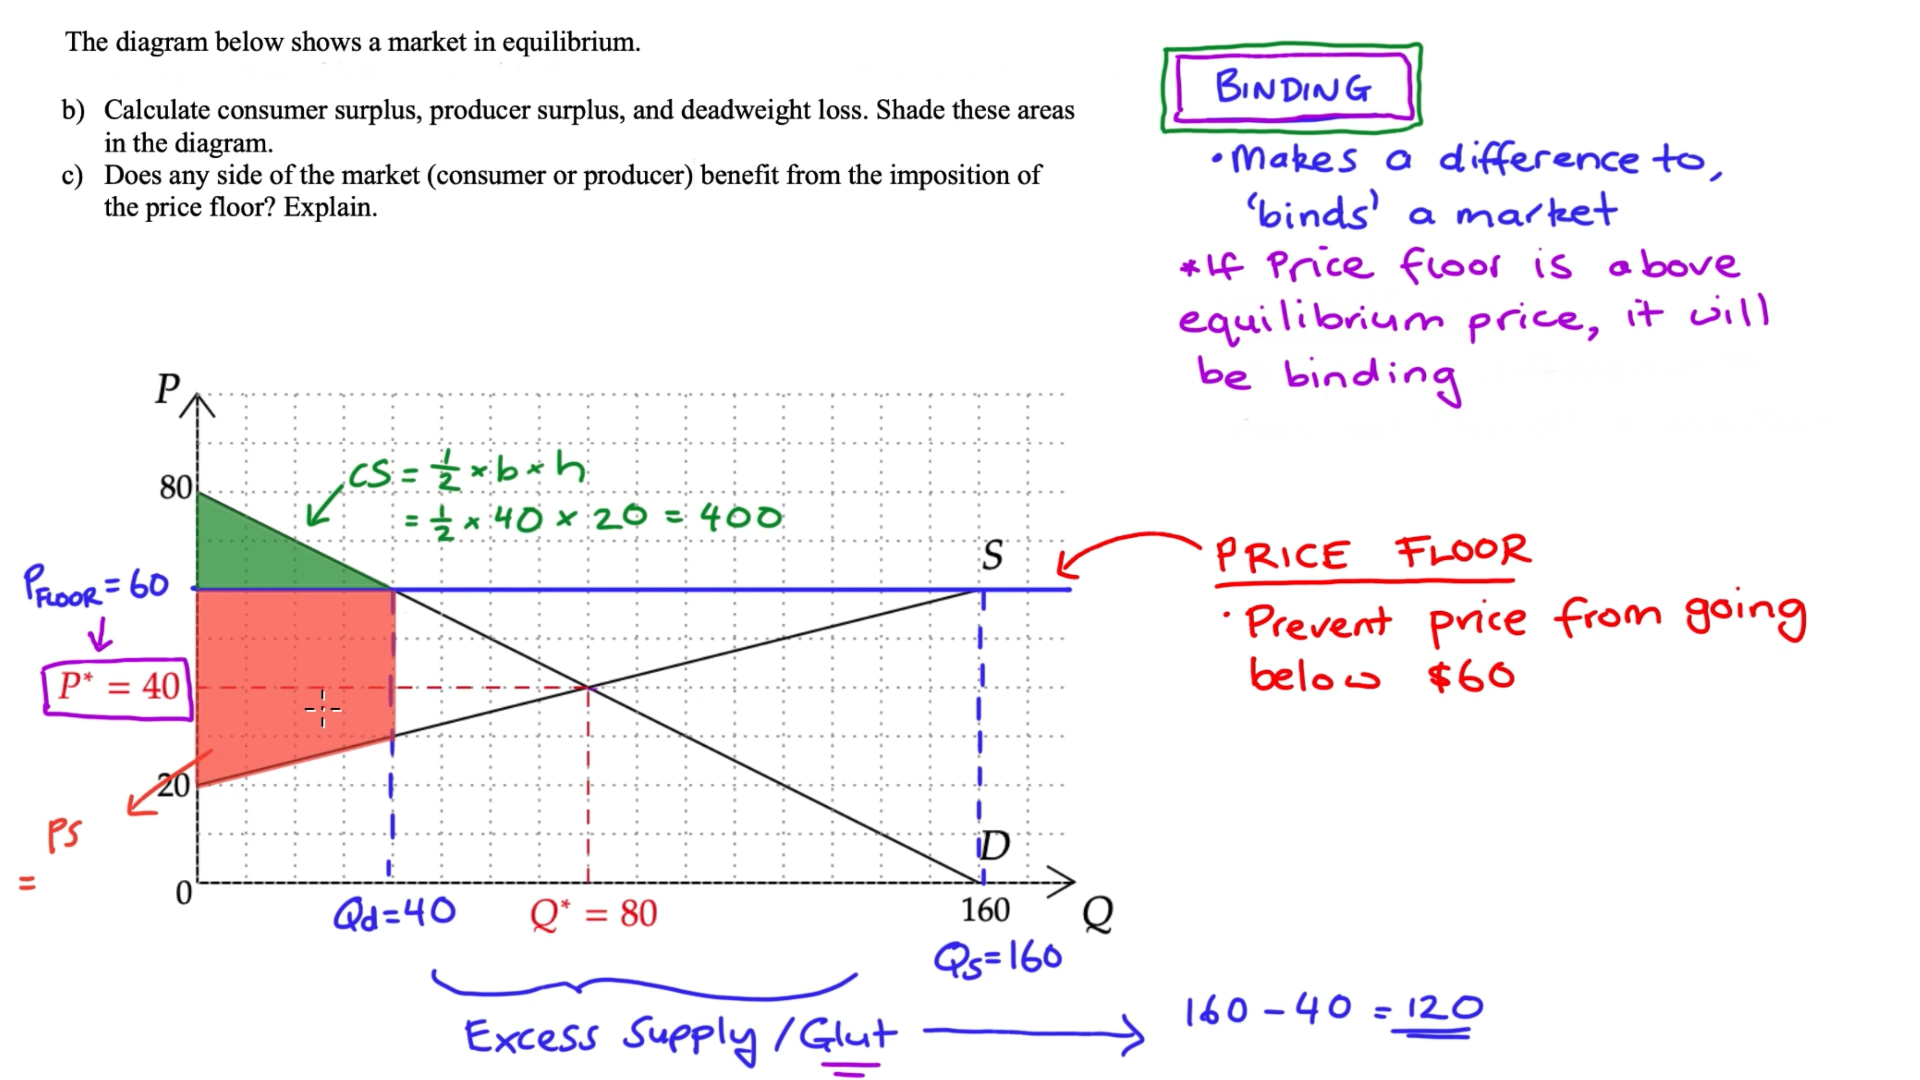 The diagram below shows a market in equilibrium.
b) Calculate consumer surplus, producer surplus, and deadweight loss. Shade these areas
in the diagram.
c) Does any side of the market (consumer or producer) benefit from the imposition of
the price floor? Explain.
BINDING
• Makes a difference to,
'binds' a market
* If Price floor is above
equilibrium price, it will
be binding
P
80
CS = 1/2 × b × h
= 1/2 × 40 × 20 = 400
S
P FLOOR = 60
P* = 40
20
PS
=
0
D
Qd = 40
Q* = 80
160
Q
Qs = 160
PRICE FLOOR
• Prevent price from going
below $60
Excess Supply / Glut
160 - 40 = 120